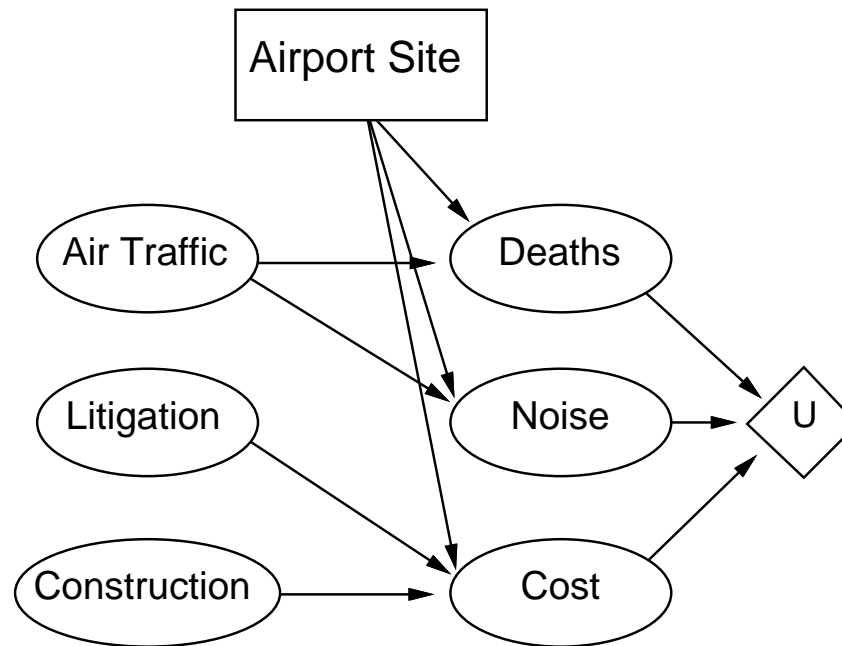 Airport Site
Air Traffic
Deaths
Litigation
Noise
U
Construction
Cost